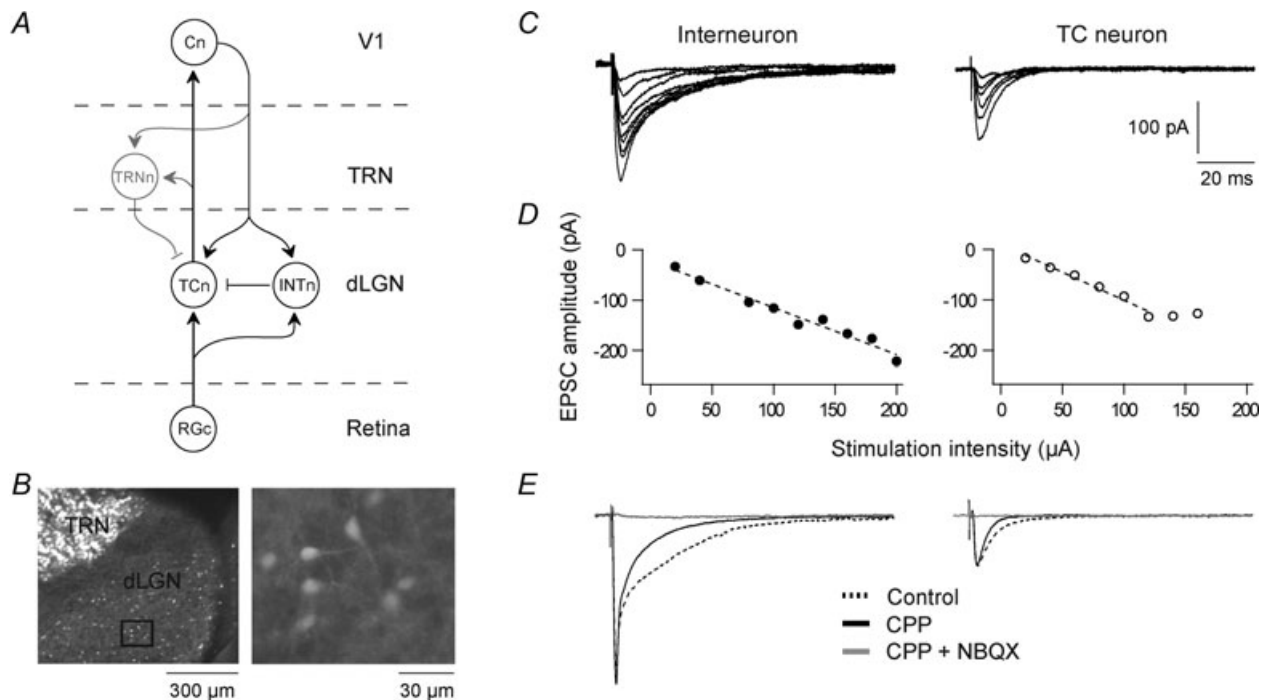 A
Cn
V1
TRNn
TRN
TCn
INTn
dLGN
RGc
Retina
B
TRN
dLGN
300 µm
30 µm
C
Interneuron
TC neuron
100 pA
20 ms
D
EPSC amplitude (pA)
0
-100
-200
0 50 100 150 200
0
-100
-200
0 50 100 150 200
Stimulation intensity (µA)
E
Control
CPP
CPP + NBQX